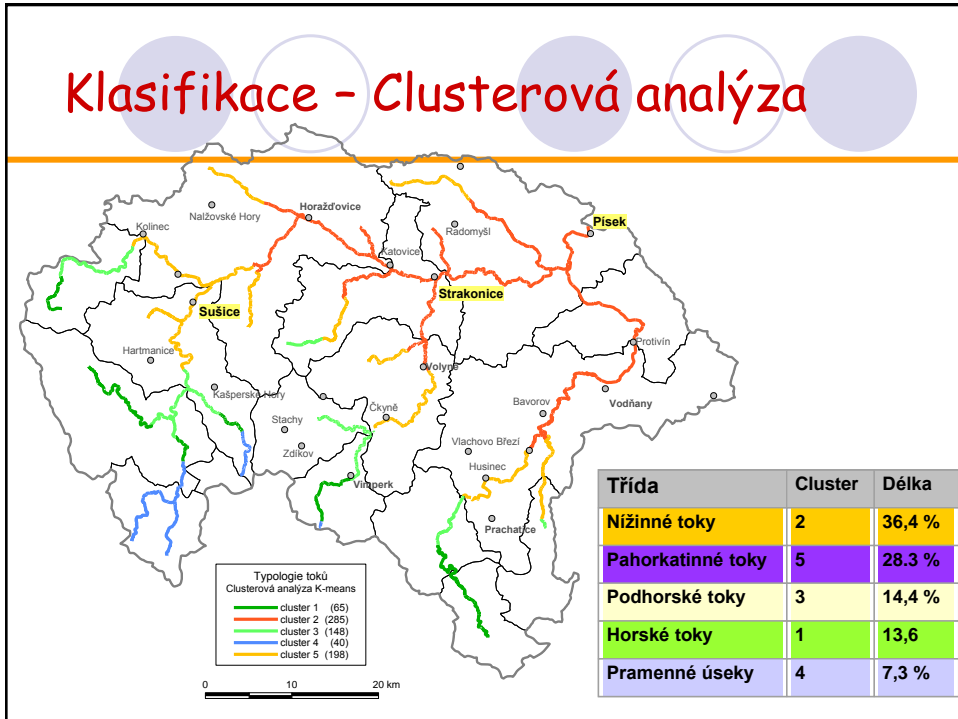 Klasifikace – Clusterová analýza
Nalžovské Hory
Horažďovice
Kolinec
Radomyšl
Písek
Katovice
Strakonice
Sušice
Hartmanice
Protivín
Volyně
Kašperské Hory
Vodňany
Bavorov
Čkyně
Stachy
Zdíkov
Vlachovo Březí
Husinec
Vimperk
Prachatice
Typologie toků
Clusterová analýza K-means
cluster 1 (65)
cluster 2 (285)
cluster 3 (148)
cluster 4 (40)
cluster 5 (198)
0 10 20 km
Třída Cluster Délka
Nížinné toky 2 36,4 %
Pahorkatinné toky 5 28.3 %
Podhorské toky 3 14,4 %
Horské toky 1 13,6
Pramenné úseky 4 7,3 %